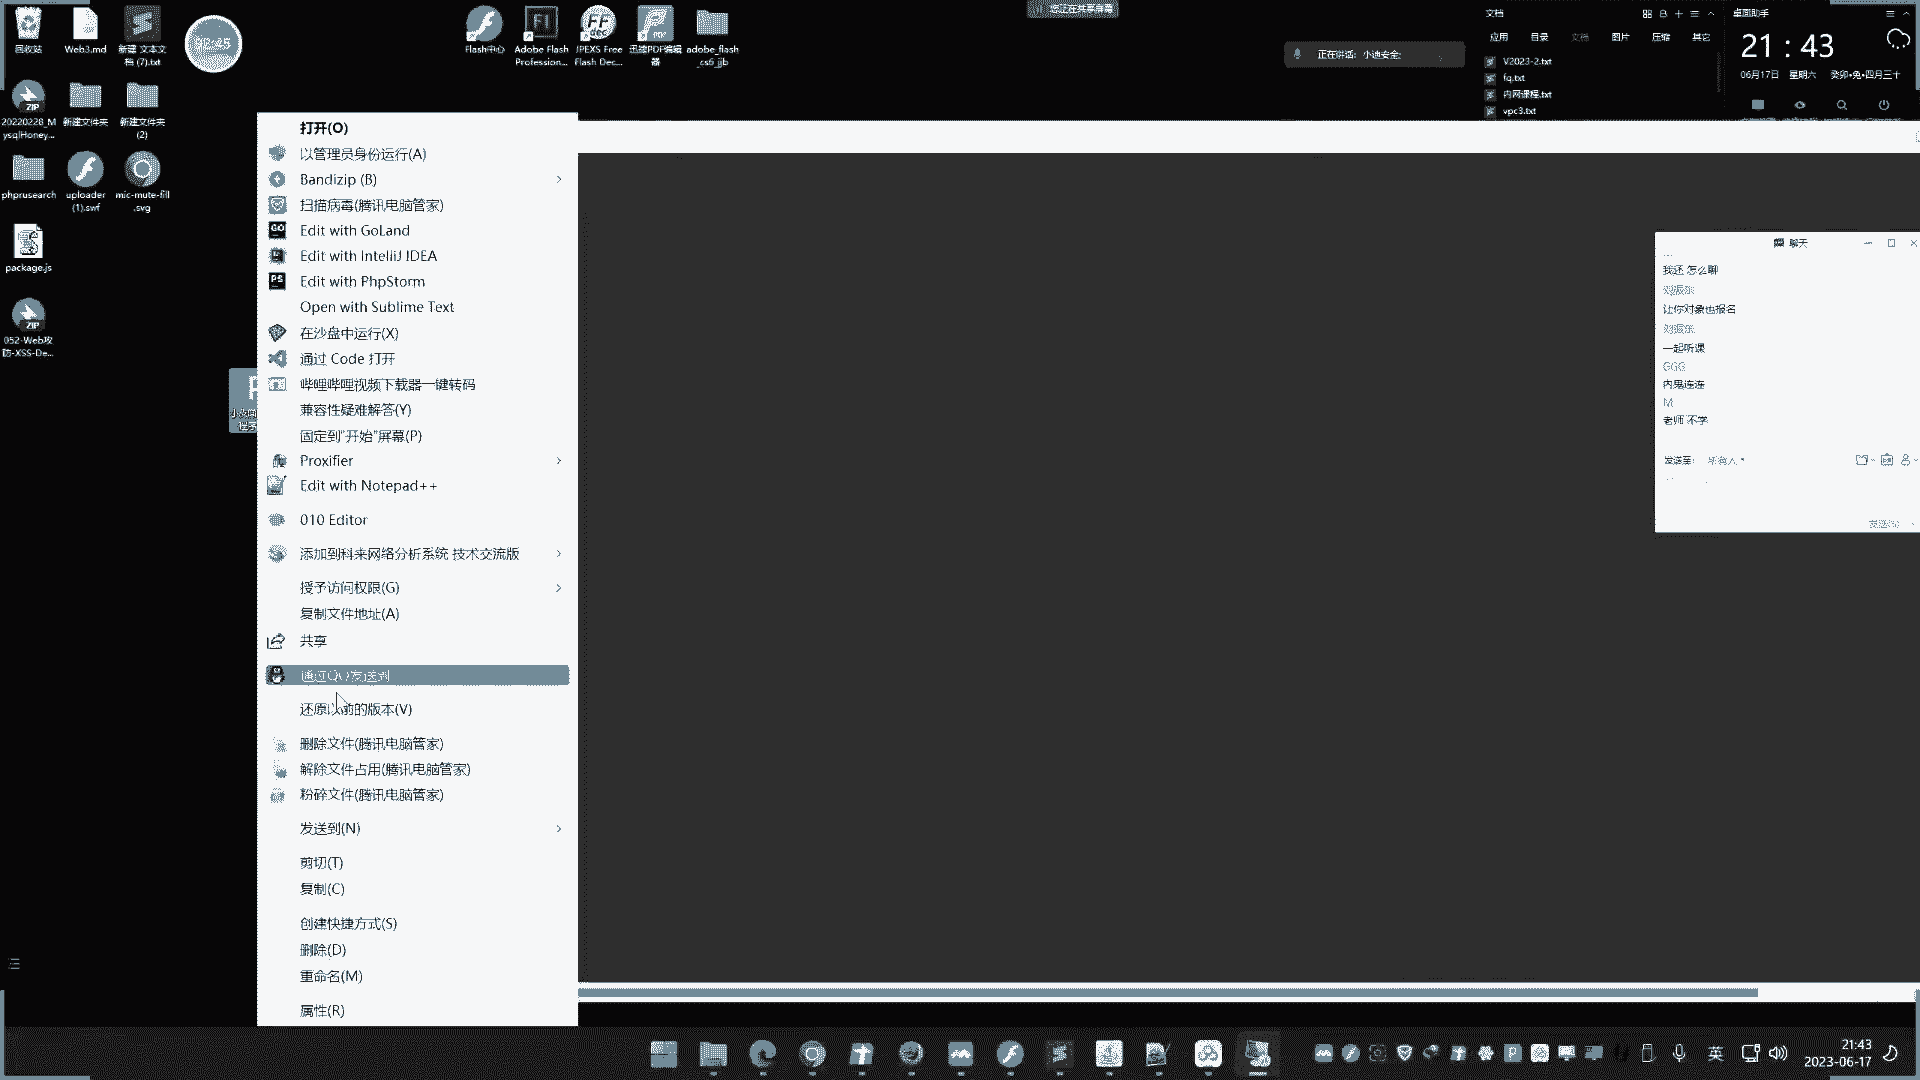 您正在共享屏幕
回收站
Web3.md
新建 文本文
档 (7).txt
02:45
Flash中心
Adobe Flash
Profession...
JPEXS Free
Flash Dec...
迅捷PDF编辑
器
adobe_flash
_cs6_jjb
正在讲话: 小迪安全;
文档
应用
目录
文档
图片
压缩
其它
V2023-2.txt
fq.txt
内网课程.txt
vpc3.txt
桌面助手
21:43
06月17日
星期六
癸卯•兔•四月三十
ZIP
20220228_M
ysqlHoney...
新建文件夹
新建文件夹
(2)
phprusearch
uploader
(1).swf
mic-mute-fill
.svg
package.js
ZIP
052-Web攻
防-XSS-De...
打开(O)
以管理员身份运行(A)
Bandizip (B)
扫描病毒(腾讯电脑管家)
Edit with GoLand
Edit with IntelliJ IDEA
Edit with PhpStorm
Open with Sublime Text
在沙盘中运行(X)
通过 Code 打开
哔哩哔哩视频下载器一键转码
兼容性疑难解答(Y)
固定到"开始"屏幕(P)
Proxifier
Edit with Notepad++
010 Editor
添加到科来网络分析系统 技术交流版
授予访问权限(G)
复制文件地址(A)
共享
通过QQ发送到
还原以前的版本(V)
删除文件(腾讯电脑管家)
解除文件占用(腾讯电脑管家)
粉碎文件(腾讯电脑管家)
发送到(N)
剪切(T)
复制(C)
创建快捷方式(S)
删除(D)
重命名(M)
属性(R)
聊天
我还 怎么聊
让你对象也报名
一起听课
GGG
内鬼连连
M
老师 不学
发送至:
所有人
发送(S)
英
21:43
2023-06-17